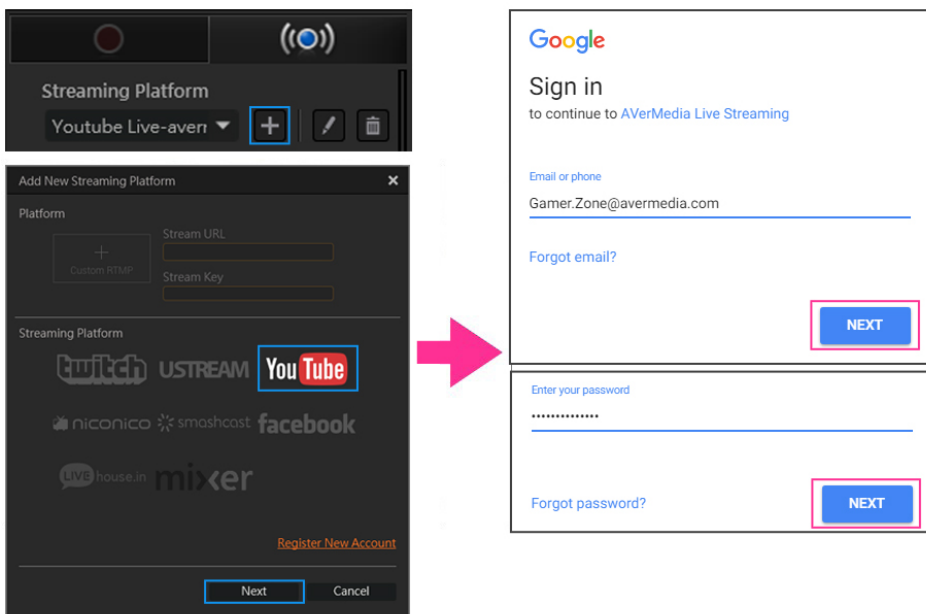 ((●))
Streaming Platform
Youtube Live-averr
Add New Streaming Platform
Platform
Stream URL
+
Custom RTMP
Stream Key
Streaming Platform
twitch USTREAM YouTube
niconico smashcast facebook
LIVE house.in mixer
Register New Account
Next Cancel
Google
Sign in
to continue to AVerMedia Live Streaming
Email or phone
Gamer.Zone@avermedia.com
Forgot email?
NEXT
Enter your password
••••••••••••••
Forgot password? NEXT